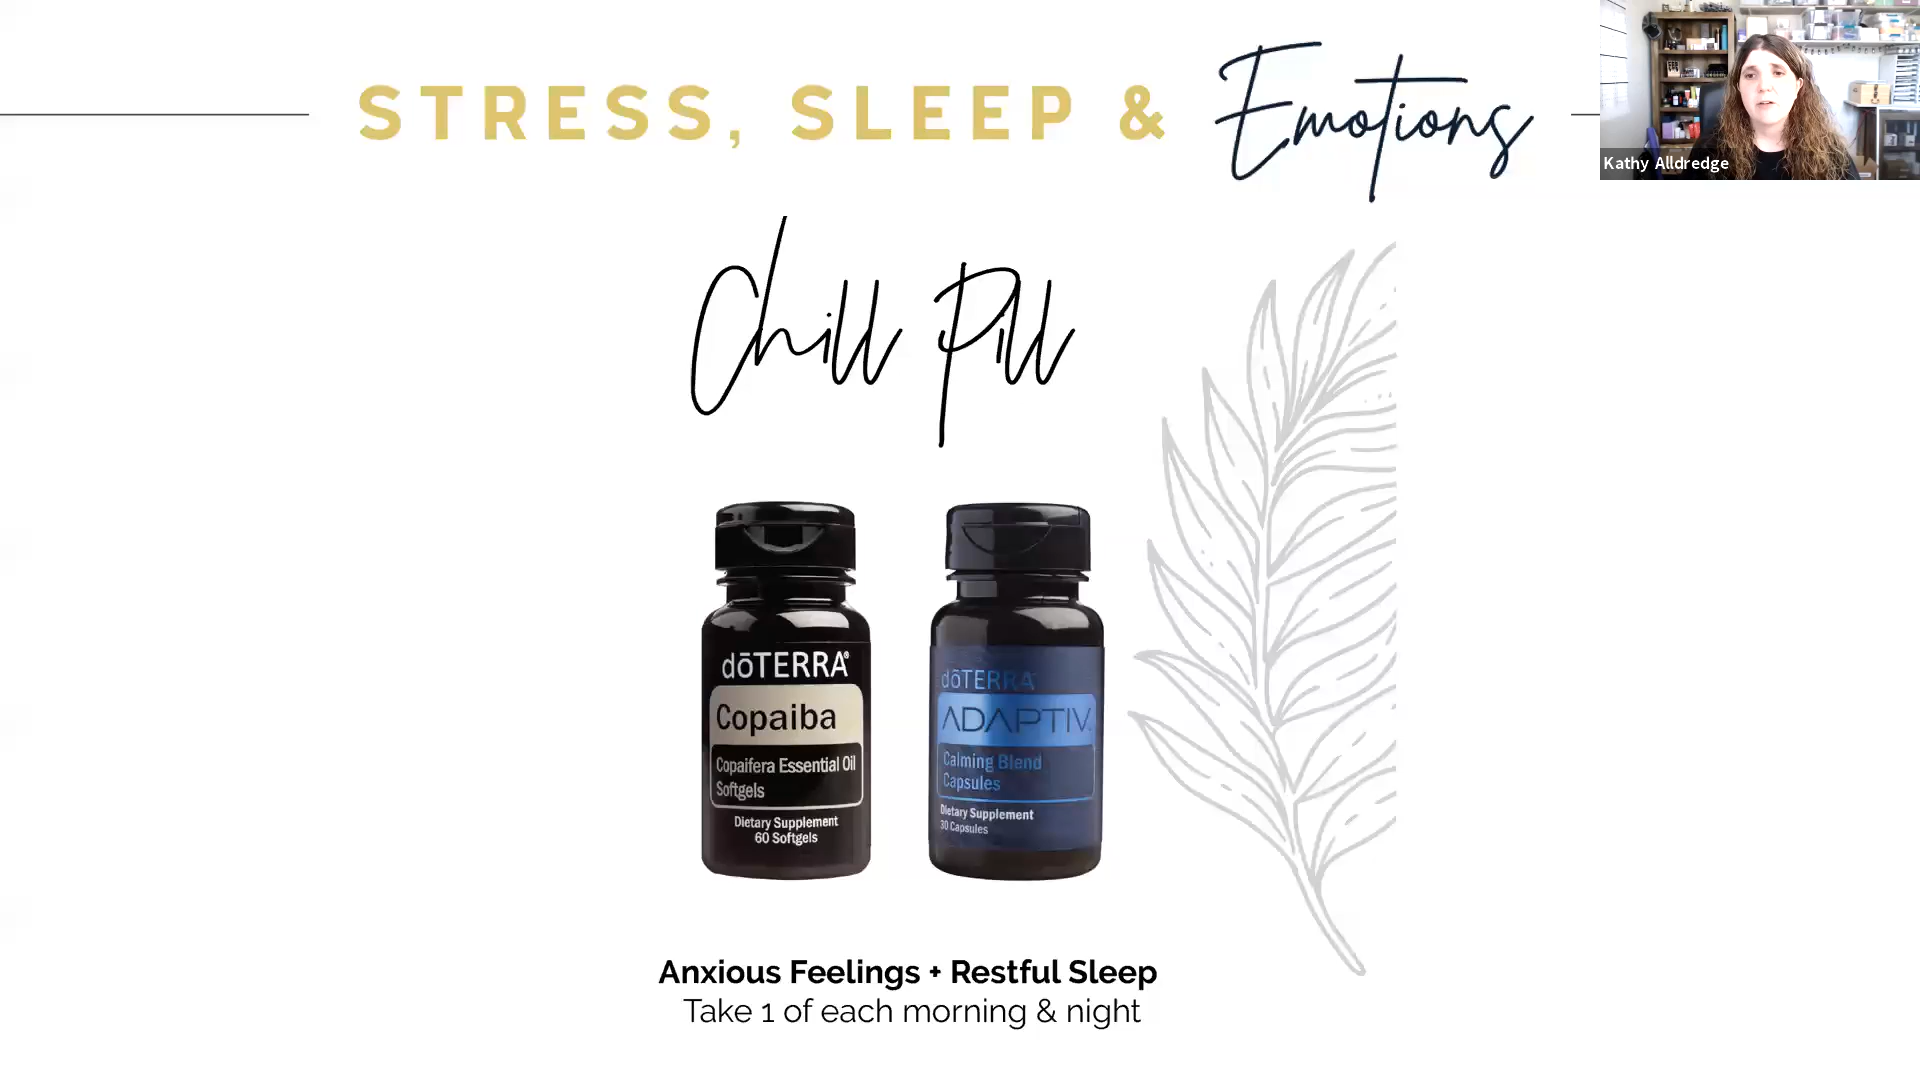 STRESS, SLEEP & Emotions
Kathy Alldredge
Chill Pill
dōTERRA®
Copaiba
Copaifera Essential Oil
Softgels
Dietary Supplement
60 Softgels
dōTERRA
ADAPTIV
Calming Blend
Capsules
Dietary Supplement
30 Capsules
Anxious Feelings + Restful Sleep
Take 1 of each morning & night